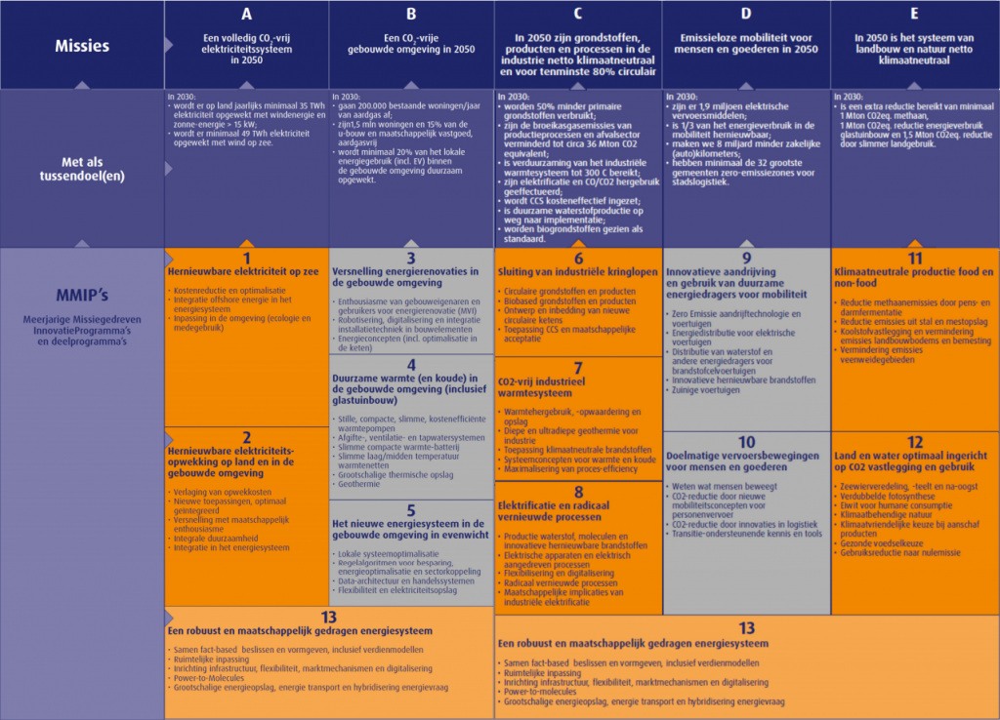 Missies
A
Een volledig CO₂-vrij
elektriciteitssysteem
in 2050
B
Een CO₂-vrije
gebouwde omgeving in 2050
C
In 2050 zijn grondstoffen,
producten en processen in de
industrie netto klimaatneutraal
en voor tenminste 80% circulair
D
Emissieloze mobiliteit voor
mensen en goederen in 2050
E
In 2050 is het systeem van
landbouw en natuur netto
klimaatneutraal
Met als
tussendoel(en)
In 2030:
• wordt er op land jaarlijks minimaal 35 TWh
elektriciteit opgewekt met windenergie en
zonne-energie > 15 kW;
• wordt er minimaal 49 TWh elektriciteit
opgewekt met wind op zee.
In 2030:
• gaan 200.000 bestaande woningen/jaar
van aardgas af;
• zijn1,5 mln woningen en 15% van de
u-bouw en maatschappelijk vastgoed,
aardgasvrij
• wordt minimaal 20% van het lokale
energiegebruik (incl. EV) binnen
de gebouwde omgeving duurzaam
opgewekt.
In 2030:
• worden 50% minder primaire
grondstoffen verbruikt;
• zijn de broeikasgasemissies van
productieprocessen en afvalsector
verminderd tot circa 36 Mton CO2
equivalent;
• is verduurzaming van het industriële
warmtesysteem tot 300 C bereikt;
• zijn elektrificatie en CO/CO2 hergebruik
geëffectueerd;
• wordt CCS kosteneffectief ingezet;
• is duurzame waterstofproductie op
weg naar implementatie;
• worden biogrondstoffen gezien als
standaard.
In 2030:
• zijn er 1,9 miljoen elektrische
vervoersmiddelen;
• is 1/3 van het energieverbruik in de
mobiliteit hernieuwbaar;
• maken we 8 miljard minder zakelijke
(auto)kilometers;
• hebben minimaal de 32 grootste
gemeenten zero-emissiezones voor
stadslogistiek.
In 2030:
• is een extra reductie bereikt van minimaal
1 Mton CO2eq. methaan,
1 Mton CO2eq. reductie energieverbruik
glastuinbouw en 1,5 Mton CO2eq. reductie
door slimmer landgebruik.
MMIP's
Meerjarige Missiegedreven
InnovatieProgramma's
en deelprogramma's
1
Hernieuwbare elektriciteit op zee
• Kostenreductie en optimalisatie
• Integratie offshore energie in het
energiesysteem
• Inpassing in de omgeving (ecologie en
medegebruik)
2
Hernieuwbare elektriciteits-
opwekking op land en in de
gebouwde omgeving
• Verlaging van opwekkosten
• Nieuwe toepassingen, optimaal
geïntegreerd
• Versnelling met maatschappelijk
enthousiasme
• Integrale duurzaamheid
• Integratie in het energiesysteem
3
Versnelling energierenovaties in
de gebouwde omgeving
• Enthousiasme van gebouweigenaren en
gebruikers voor energierenovatie (MVI)
• Robotisering, digitalisering en integratie
installatietechniek in bouwelementen
• Energieconcepten (incl. optimalisatie in
de keten)
4
Duurzame warmte (en koude) in
de gebouwde omgeving (inclusief
glastuinbouw)
• Stille, compacte, slimme, kostenefficiënte
warmtepompen
• Afgifte-, ventilatie- en tapwatersystemen
• Slimme compacte warmte-batterij
• Slimme laag/midden temperatuur
warmtenetten
• Grootschalige thermische opslag
• Geothermie
5
Het nieuwe energiesysteem in de
gebouwde omgeving in evenwicht
• Lokale systeemoptimalisatie
• Regelalgoritmen voor besparing,
energieoptimalisatie en sectorkoppeling
• Data-architectuur en handelssystemen
• Flexibiliteit en elektriciteitsopslag
6
Sluiting van industriële kringlopen
• Circulaire grondstoffen en producten
• Biobased grondstoffen en producten
• Ontwerp en inbedding van nieuwe
circulaire ketens
• Toepassing CCS en maatschappelijke
acceptatie
7
CO2-vrij industrieel
warmtesysteem
• Warmtehergebruik, -opwaardering en
opslag
• Diepe en ultradiepe geothermie voor
industrie
• Toepassing klimaatneutrale brandstoffen
• Systeemconcepten voor warmte en koude
• Maximalisering van proces-efficiency
8
Elektrificatie en radicaal
vernieuwde processen
• Productie waterstof, moleculen en
innovatieve hernieuwbare brandstoffen
• Elektrische apparaten en elektrisch
aangedreven processen
• Flexibilisering en digitalisering
• Radicaal vernieuwde processen
• Maatschappelijke implicaties van
industriële elektrificatie
9
Innovatieve aandrijving
en gebruik van duurzame
energiedragers voor mobiliteit
• Zero Emissie aandrijftechnologie en
voertuigen
• Energiedistributie voor elektrische
voertuigen
• Distributie van waterstof en
andere energiedragers voor
brandstofcelvoertuigen
• Innovatieve hernieuwbare brandstoffen
• Zuinige voertuigen
10
Doelmatige vervoersbewegingen
voor mensen en goederen
• Weten wat mensen beweegt
• CO2-reductie door nieuwe
mobiliteitsconcepten voor
personenvervoer
• CO2-reductie door innovaties in logistiek
• Transitie-ondersteunende kennis en tools
11
Klimaatneutrale productie food en
non-food
• Reductie methaanemissies door pens- en
darmfermentatie
• Reductie emissies uit stal en mestopslag
• Koolstofvastlegging en vermindering
emissies landbouwbodems en bemesting
• Vermindering emissies
veenweidegebieden
12
Land en water optimaal ingericht
op CO2 vastlegging en gebruik
• Zeewierveredeling, -teelt en na-oogst
• Verdubbelde fotosynthese
• Eiwit voor humane consumptie
• Klimaatbehendige natuur
• Klimaatvriendelijke keuze bij aanschaf
producten
• Gezonde voedselkeuze
• Gebruiksreductie naar nulemissie
13
Een robuust en maatschappelijk gedragen energiesysteem
• Samen fact-based beslissen en vormgeven, inclusief verdienmodellen
• Ruimtelijke inpassing
• Inrichting infrastructuur, flexibiliteit, marktmechanismen en digitalisering
• Power-to-Molecules
• Grootschalige energieopslag, energie transport en hybridisering energievraag
13
Een robuust en maatschappelijk gedragen energiesysteem
• Samen fact-based beslissen en vormgeven, inclusief verdienmodellen
• Ruimtelijke inpassing
• Inrichting infrastructuur, flexibiliteit, marktmechanismen en digitalisering
• Power-to-molecules
• Grootschalige energieopslag, energie transport en hybridisering energievraag